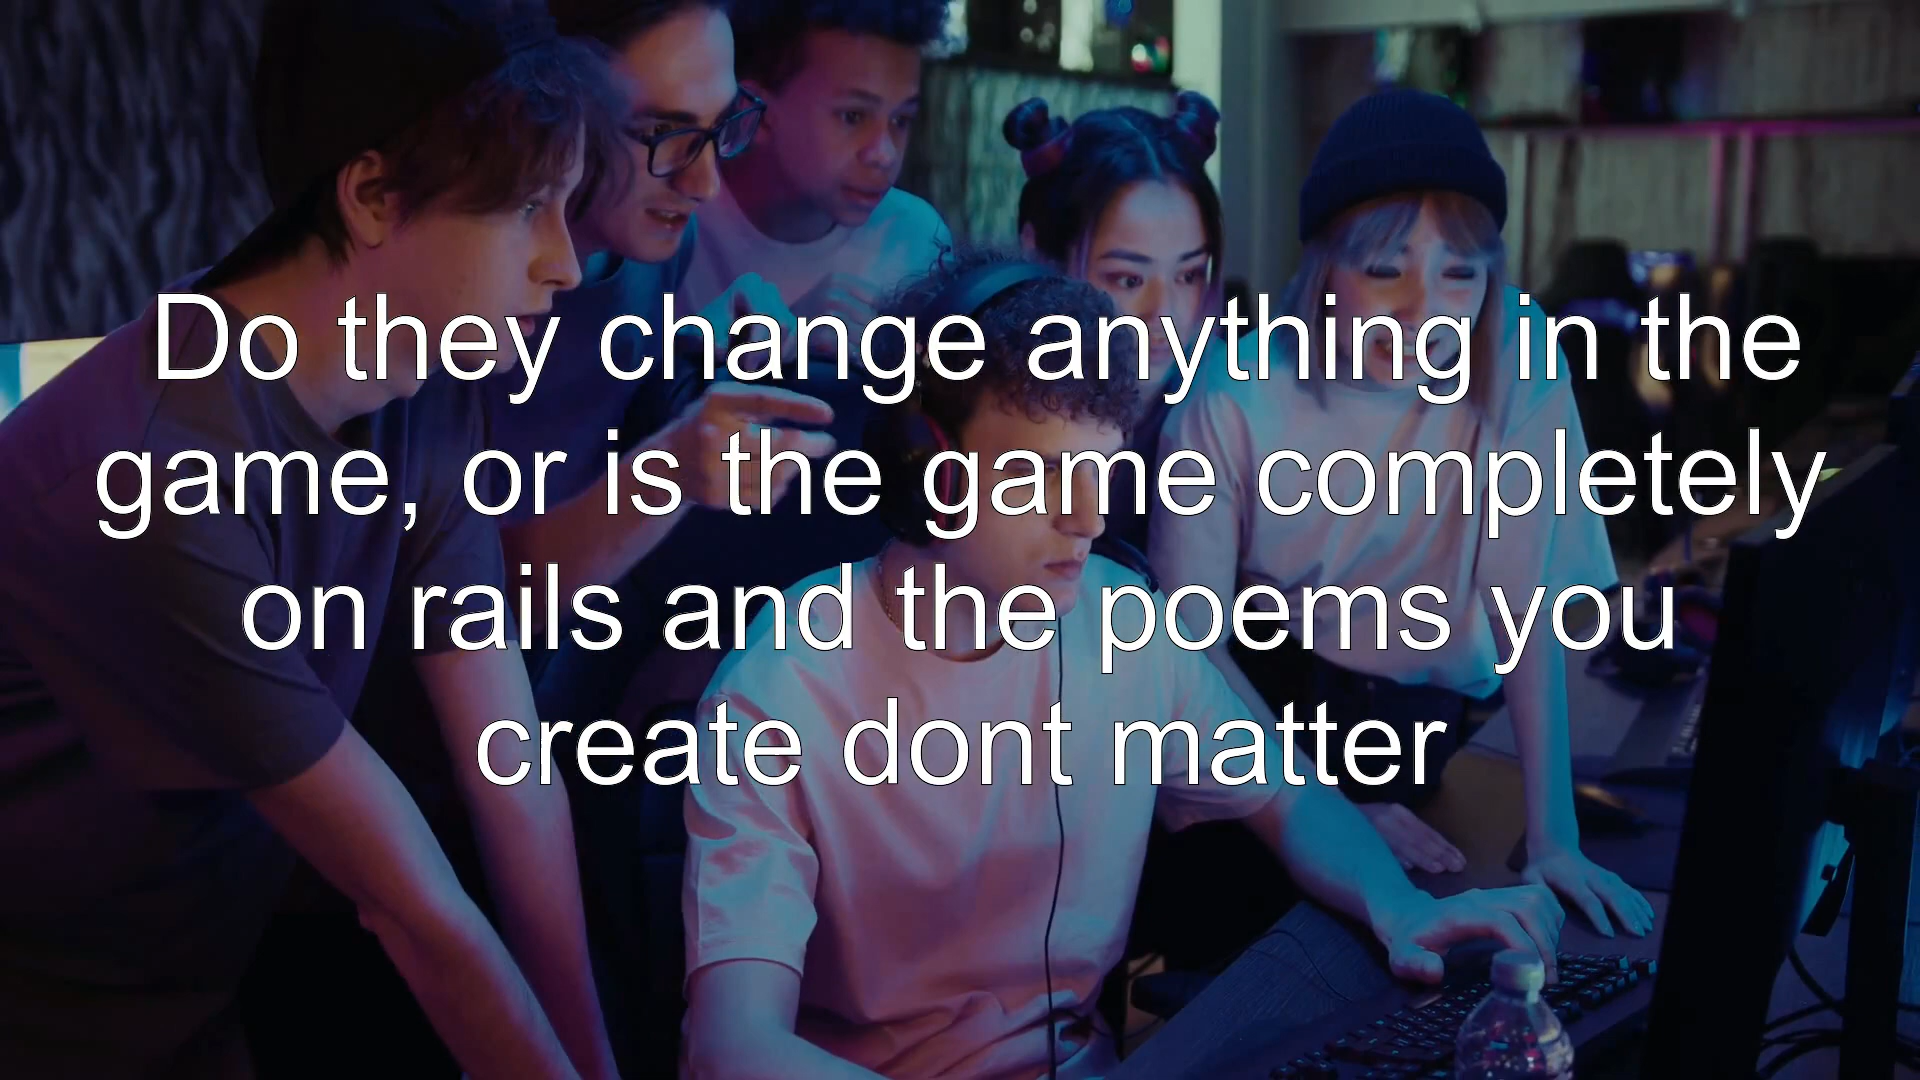 Do they change anything in the
game, or is the game completely
on rails and the poems you
create dont matter